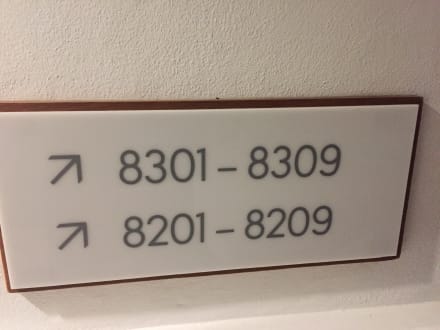 ↗ 8301 – 8309
↗ 8201 – 8209